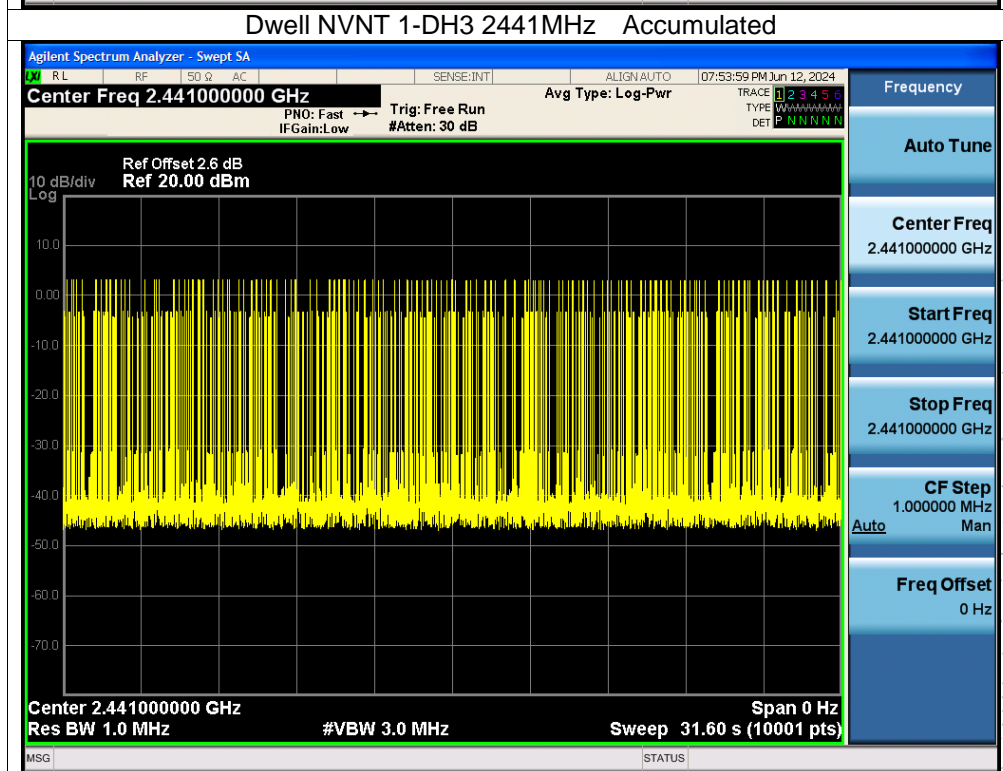 Dwell NVNT 1-DH3 2441MHz Accumulated
Agilent Spectrum Analyzer - Swept SA
LXI RL RF 50 Ω AC SENSE:INT ALIGN AUTO 07:53:59 PM Jun 12, 2024
Center Freq 2.441000000 GHz Avg Type: Log-Pwr TRACE 1 2 3 4 5 6
PNO: Fast Trig: Free Run TYPE WWWWWW
IFGain:Low #Atten: 30 dB DET P N N N N N
Ref Offset 2.6 dB
10 dB/div Ref 20.00 dBm
Log
10.0
0.00
-10.0
-20.0
-30.0
-40.0
-50.0
-60.0
-70.0
Center 2.441000000 GHz Span 0 Hz
Res BW 1.0 MHz #VBW 3.0 MHz Sweep 31.60 s (10001 pts)
MSG STATUS
Frequency
Auto Tune
Center Freq
2.441000000 GHz
Start Freq
2.441000000 GHz
Stop Freq
2.441000000 GHz
CF Step
1.000000 MHz
Auto Man
Freq Offset
0 Hz